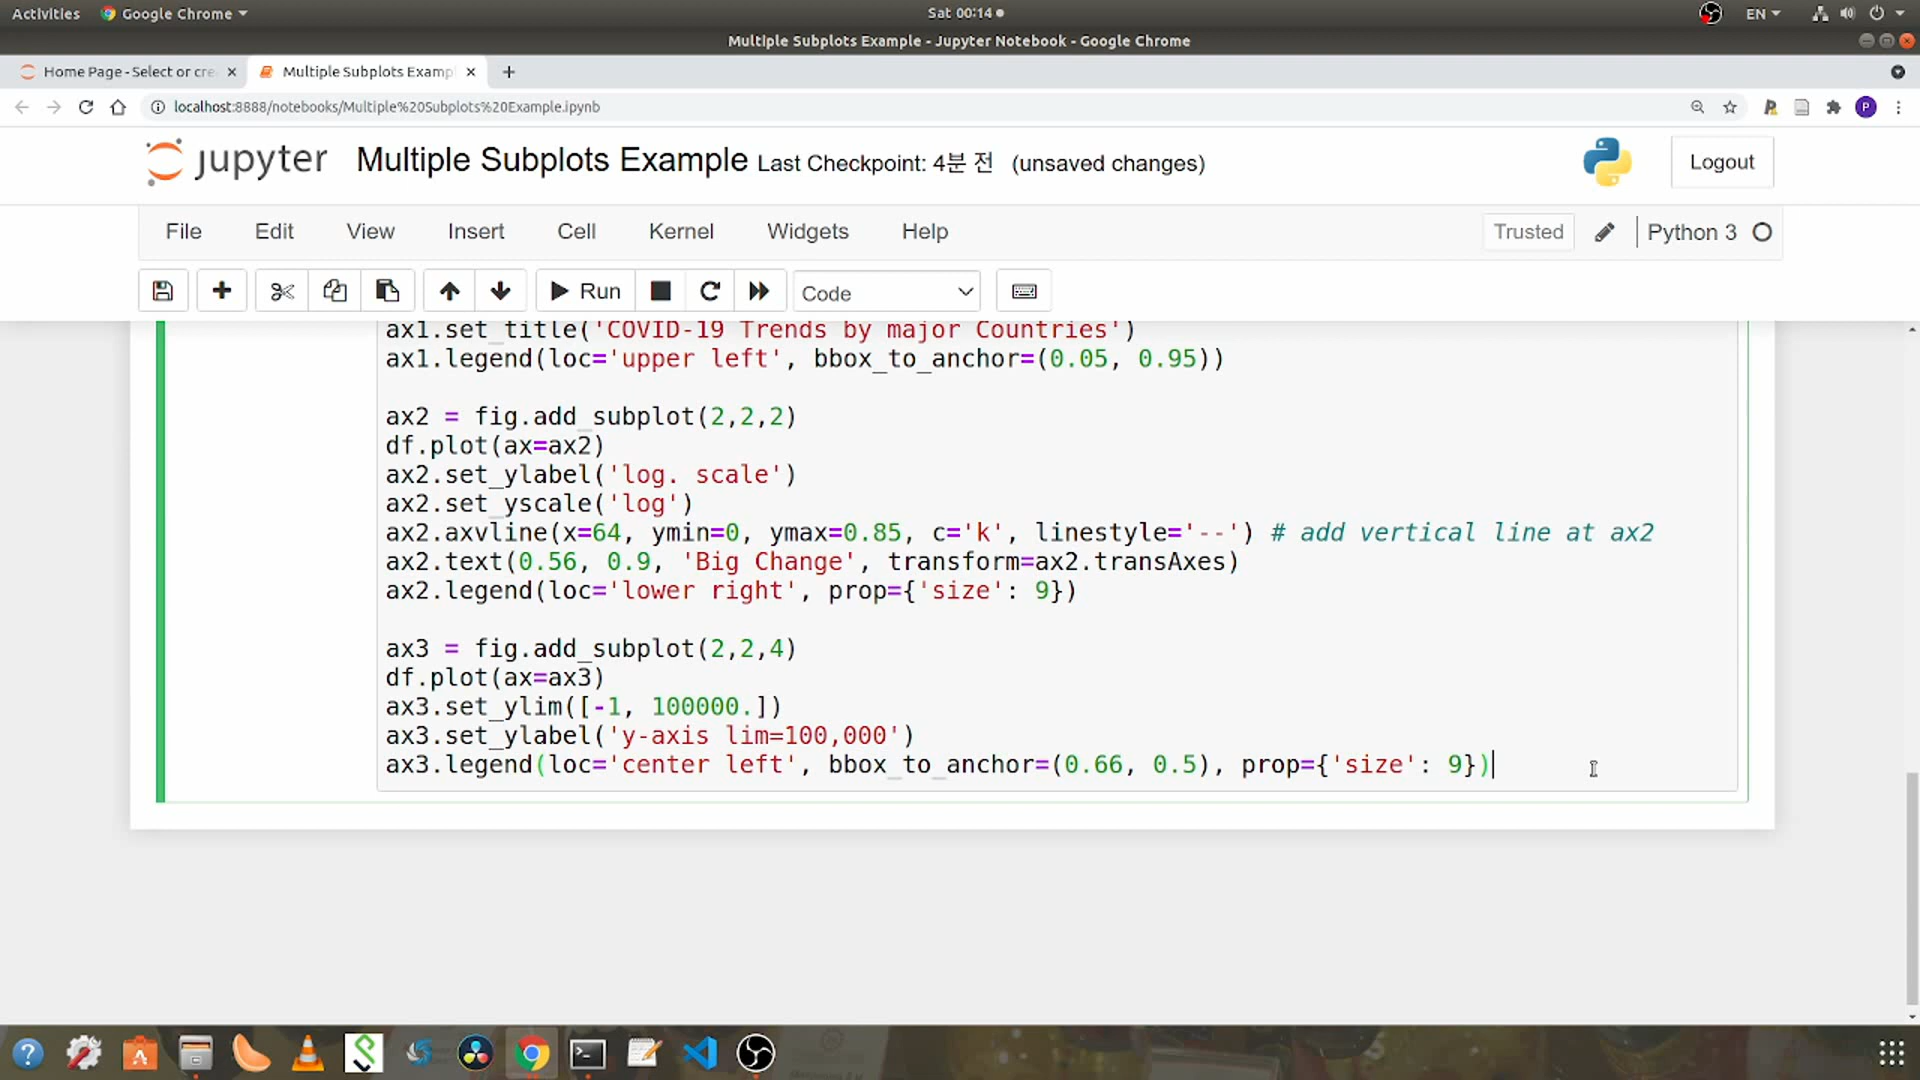 Activities Google Chrome Sat 00:14 EN
Multiple Subplots Example - Jupyter Notebook - Google Chrome
Home Page - Select or cre Multiple Subplots Examp
localhost:8888/notebooks/Multiple%20Subplots%20Example.ipynb P
jupyter Multiple Subplots Example Last Checkpoint: 4분 전 (unsaved changes) Logout
File Edit View Insert Cell Kernel Widgets Help Trusted Python 3
Run Code
ax1.set_title('COVID-19 Trends by major Countries')
ax1.legend(loc='upper left', bbox_to_anchor=(0.05, 0.95))
ax2 = fig.add_subplot(2,2,2)
df.plot(ax=ax2)
ax2.set_ylabel('log. scale')
ax2.set_yscale('log')
ax2.axvline(x=64, ymin=0, ymax=0.85, c='k', linestyle='--') # add vertical line at ax2
ax2.text(0.56, 0.9, 'Big Change', transform=ax2.transAxes)
ax2.legend(loc='lower right', prop={'size': 9})
ax3 = fig.add_subplot(2,2,4)
df.plot(ax=ax3)
ax3.set_ylim([-1, 100000.])
ax3.set_ylabel('y-axis lim=100,000')
ax3.legend(loc='center left', bbox_to_anchor=(0.66, 0.5), prop={'size': 9})